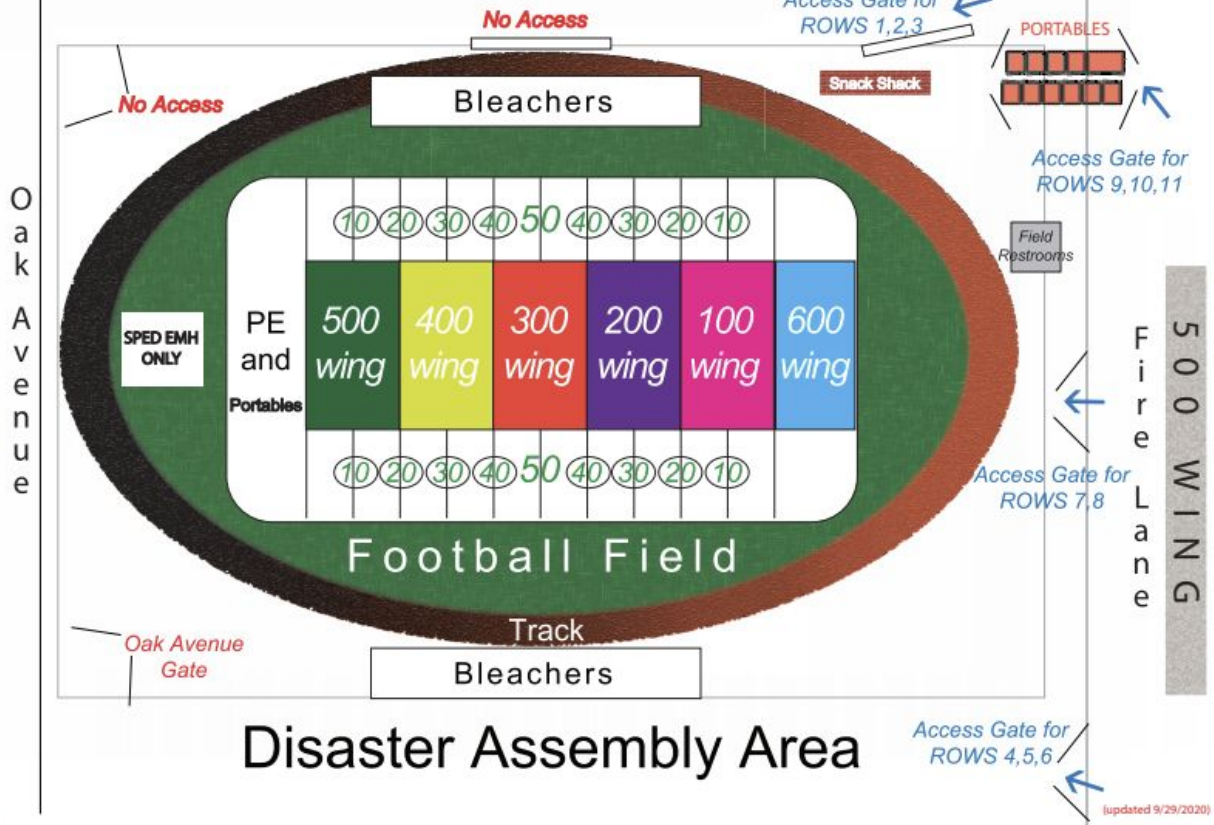 Access Gate for
ROWS 1,2,3
No Access
PORTABLES
No Access
Bleachers
Snack Shack
Access Gate for
ROWS 9,10,11
Oak Avenue
10 20 30 40 50 40 30 20 10
Field
Restrooms
SPED EMH
ONLY
PE
and
Portables
500
wing
400
wing
300
wing
200
wing
100
wing
600
wing
Fire Lane
500 WING
10 20 30 40 50 40 30 20 10
Access Gate for
ROWS 7,8
Football Field
Track
Oak Avenue
Gate
Bleachers
Disaster Assembly Area
Access Gate for
ROWS 4,5,6
(updated 9/29/2020)